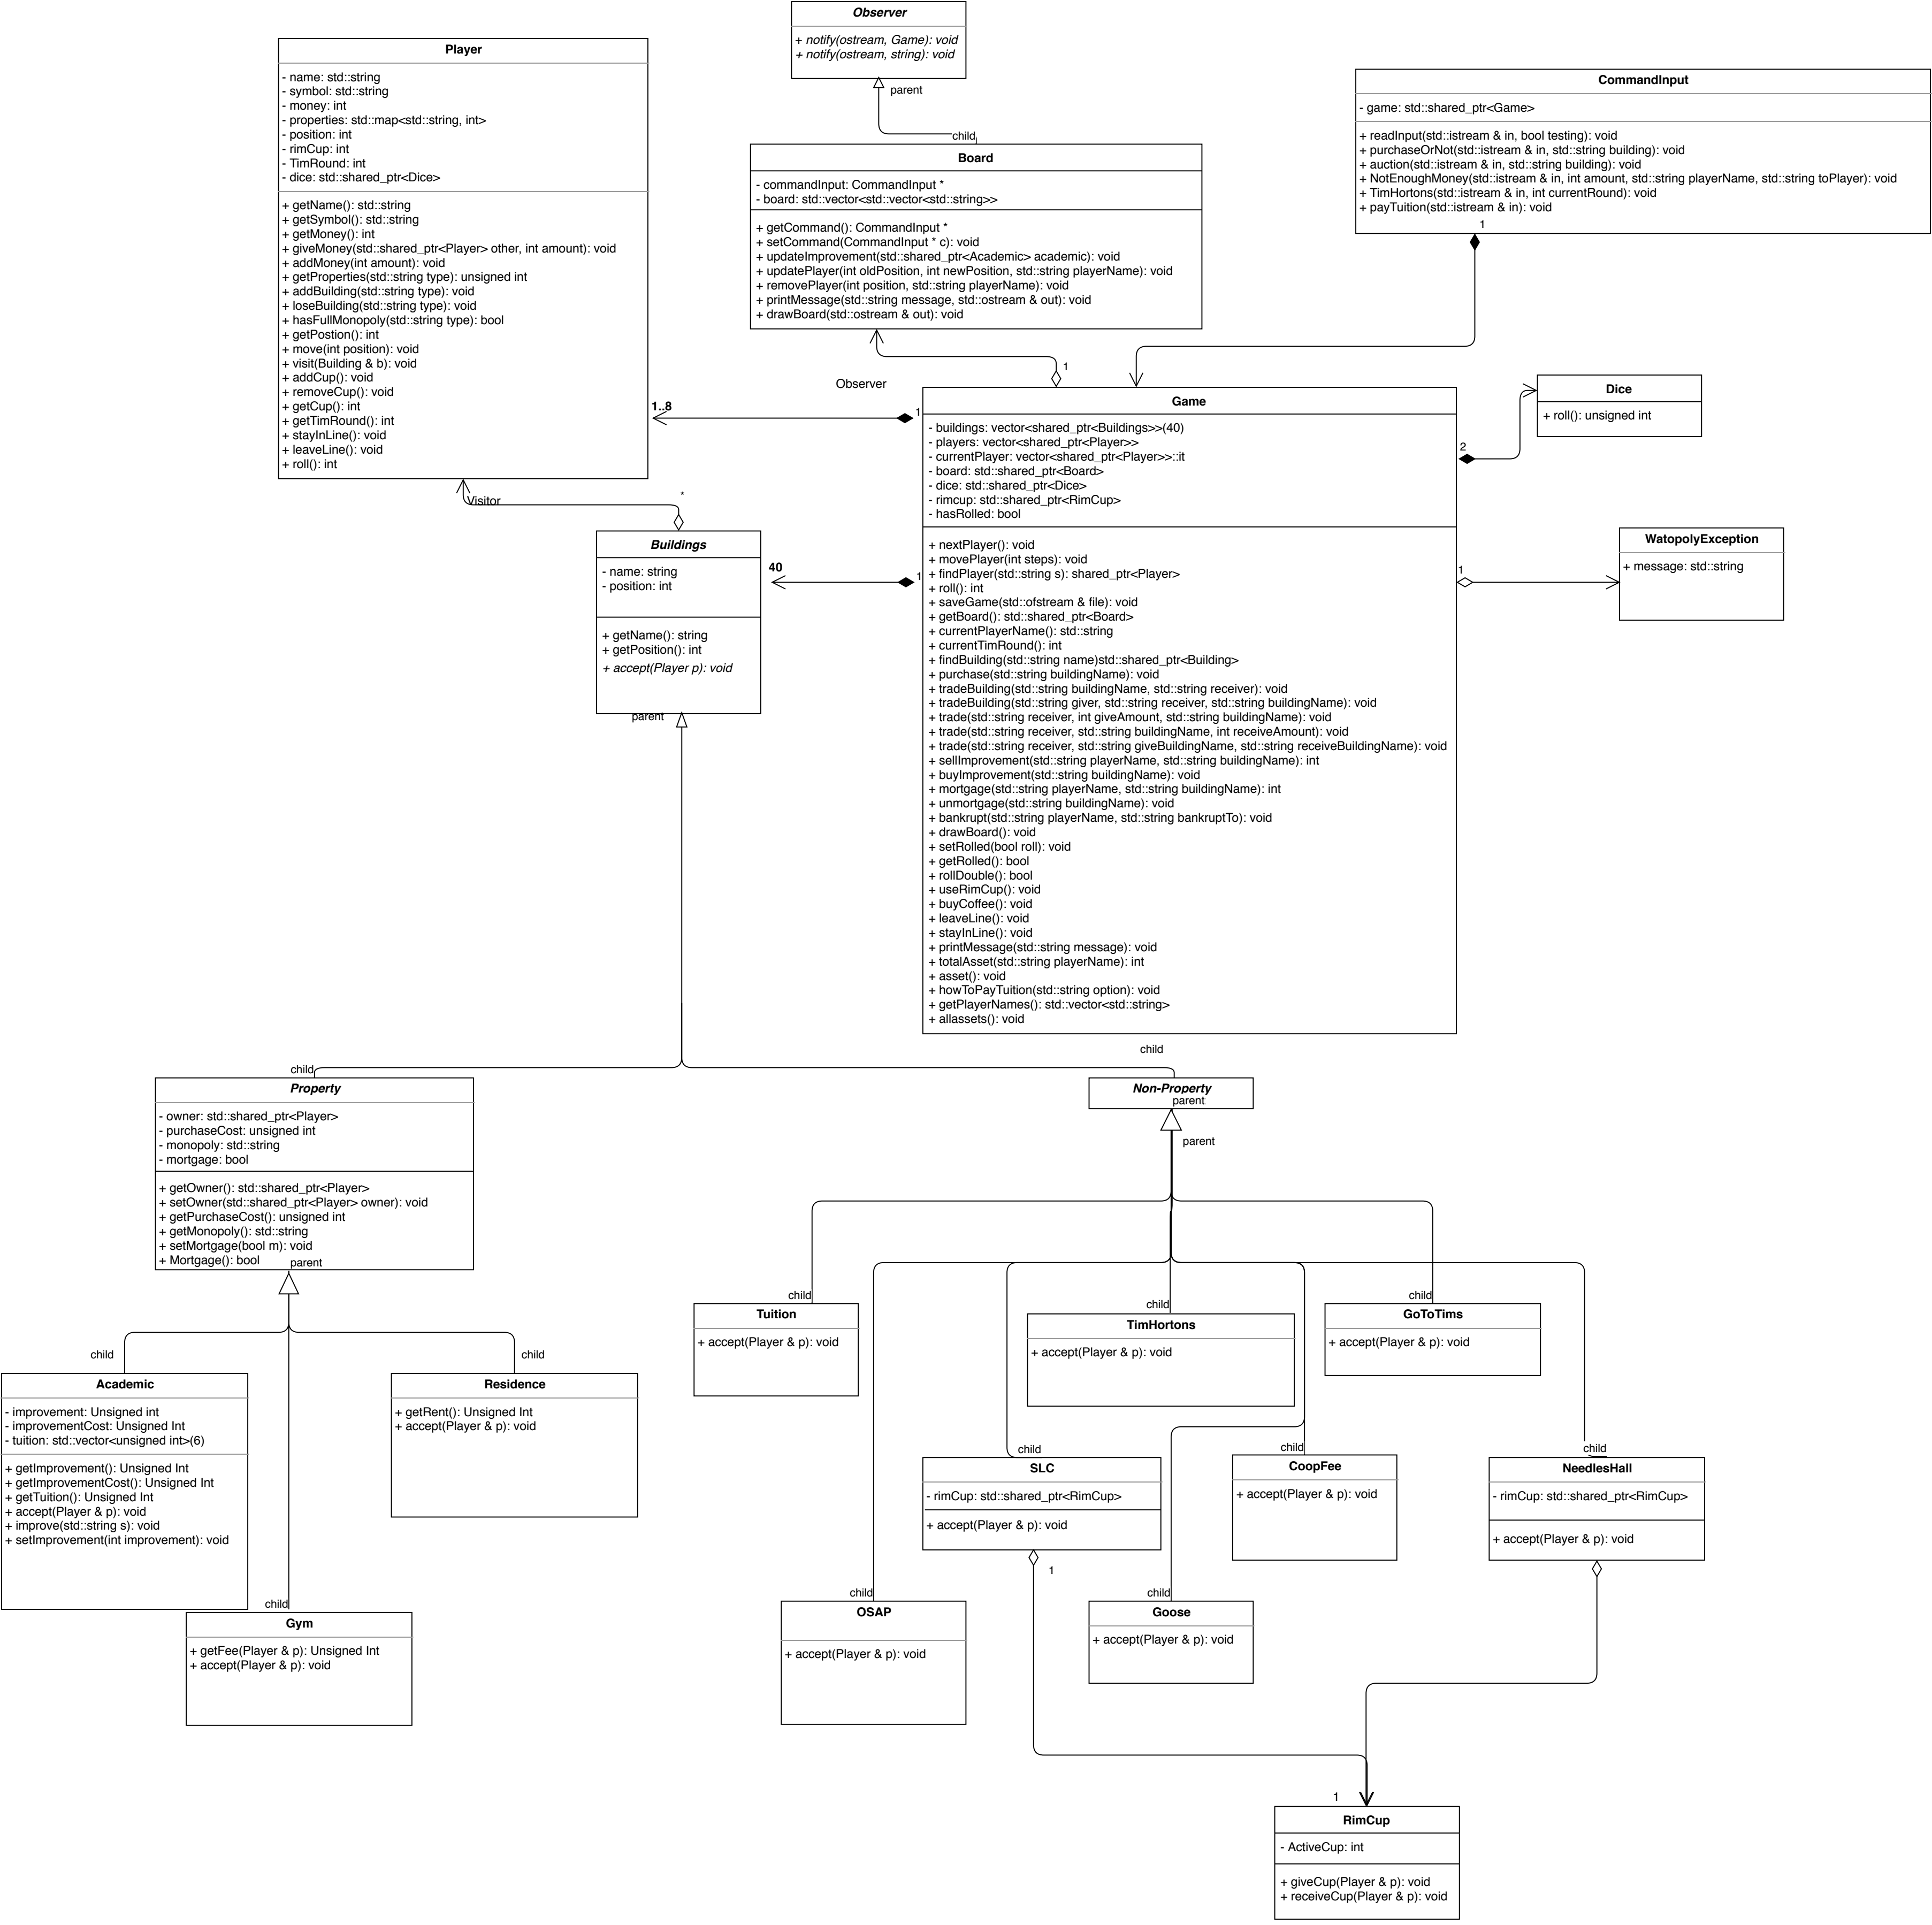 Observer
+ notify(ostream, Game): void
+ notify(ostream, string): void
parent
child
Player
- name: std::string
- symbol: std::string
- money: int
- properties: std::map<std::string, int>
- position: int
- rimCup: int
- TimRound: int
- dice: std::shared_ptr<Dice>
+ getName(): std::string
+ getSymbol(): std::string
+ getMoney(): int
+ giveMoney(std::shared_ptr<Player> other, int amount): void
+ addMoney(int amount): void
+ getProperties(std::string type): unsigned int
+ addBuilding(std::string type): void
+ loseBuilding(std::string type): void
+ hasFullMonopoly(std::string type): bool
+ getPostion(): int
+ move(int position): void
+ visit(Building & b): void
+ addCup(): void
+ removeCup(): void
+ getCup(): int
+ getTimRound(): int
+ stayInLine(): void
+ leaveLine(): void
+ roll(): int
Board
- commandInput: CommandInput *
- board: std::vector<std::vector<std::string>>
+ getCommand(): CommandInput *
+ setCommand(CommandInput * c): void
+ updateImprovement(std::shared_ptr<Academic> academic): void
+ updatePlayer(int oldPosition, int newPosition, std::string playerName): void
+ removePlayer(int position, std::string playerName): void
+ printMessage(std::string message, std::ostream & out): void
+ drawBoard(std::ostream & out): void
CommandInput
- game: std::shared_ptr<Game>
+ readInput(std::istream & in, bool testing): void
+ purchaseOrNot(std::istream & in, std::string building): void
+ auction(std::istream & in, std::string building): void
+ NotEnoughMoney(std::istream & in, int amount, std::string playerName, std::string toPlayer): void
+ TimHortons(std::istream & in, int currentRound): void
+ payTuition(std::istream & in): void
1
1
Observer
1..8
1
Game
- buildings: vector<shared_ptr<Buildings>>(40)
- players: vector<shared_ptr<Player>>
- currentPlayer: vector<shared_ptr<Player>>::it
- board: std::shared_ptr<Board>
- dice: std::shared_ptr<Dice>
- rimcup: std::shared_ptr<RimCup>
- hasRolled: bool
+ nextPlayer(): void
+ movePlayer(int steps): void
+ findPlayer(std::string s): shared_ptr<Player>
+ roll(): int
+ saveGame(std::ofstream & file): void
+ getBoard(): std::shared_ptr<Board>
+ currentPlayerName(): std::string
+ currentTimRound(): int
+ findBuilding(std::string name)std::shared_ptr<Building>
+ purchase(std::string buildingName): void
+ tradeBuilding(std::string buildingName, std::string receiver): void
+ tradeBuilding(std::string giver, std::string receiver, std::string buildingName): void
+ trade(std::string receiver, int giveAmount, std::string buildingName): void
+ trade(std::string receiver, std::string buildingName, int receiveAmount): void
+ trade(std::string receiver, std::string giveBuildingName, std::string receiveBuildingName): void
+ sellImprovement(std::string playerName, std::string buildingName): int
+ buyImprovement(std::string buildingName): void
+ mortgage(std::string playerName, std::string buildingName): int
+ unmortgage(std::string buildingName): void
+ bankrupt(std::string playerName, std::string bankruptTo): void
+ drawBoard(): void
+ setRolled(bool roll): void
+ getRolled(): bool
+ rollDouble(): bool
+ useRimCup(): void
+ buyCoffee(): void
+ leaveLine(): void
+ stayInLine(): void
+ printMessage(std::string message): void
+ totalAsset(std::string playerName): int
+ asset(): void
+ howToPayTuition(std::string option): void
+ getPlayerNames(): std::vector<std::string>
+ allassets(): void
Dice
+ roll(): unsigned int
2
1
WatopolyException
+ message: std::string
Visitor
*
Buildings
- name: string
- position: int
+ getName(): string
+ getPosition(): int
+ accept(Player p): void
40
1
parent
child
child
Property
- owner: std::shared_ptr<Player>
- purchaseCost: unsigned int
- monopoly: std::string
- mortgage: bool
+ getOwner(): std::shared_ptr<Player>
+ setOwner(std::shared_ptr<Player> owner): void
+ getPurchaseCost(): unsigned int
+ getMonopoly(): std::string
+ setMortgage(bool m): void
+ Mortgage(): bool
parent
Non-Property
parent
parent
child
Academic
- improvement: Unsigned int
- improvementCost: Unsigned Int
- tuition: std::vector<unsigned int>(6)
+ getImprovement(): Unsigned Int
+ getImprovementCost(): Unsigned Int
+ getTuition(): Unsigned Int
+ accept(Player & p): void
+ improve(std::string s): void
+ setImprovement(int improvement): void
child
Residence
+ getRent(): Unsigned Int
+ accept(Player & p): void
child
Gym
+ getFee(Player & p): Unsigned Int
+ accept(Player & p): void
child
Tuition
+ accept(Player & p): void
child
TimHortons
+ accept(Player & p): void
child
GoToTims
+ accept(Player & p): void
child
SLC
- rimCup: std::shared_ptr<RimCup>
+ accept(Player & p): void
child
CoopFee
+ accept(Player & p): void
child
NeedlesHall
- rimCup: std::shared_ptr<RimCup>
+ accept(Player & p): void
1
child
OSAP
+ accept(Player & p): void
child
Goose
+ accept(Player & p): void
1
RimCup
- ActiveCup: int
+ giveCup(Player & p): void
+ receiveCup(Player & p): void